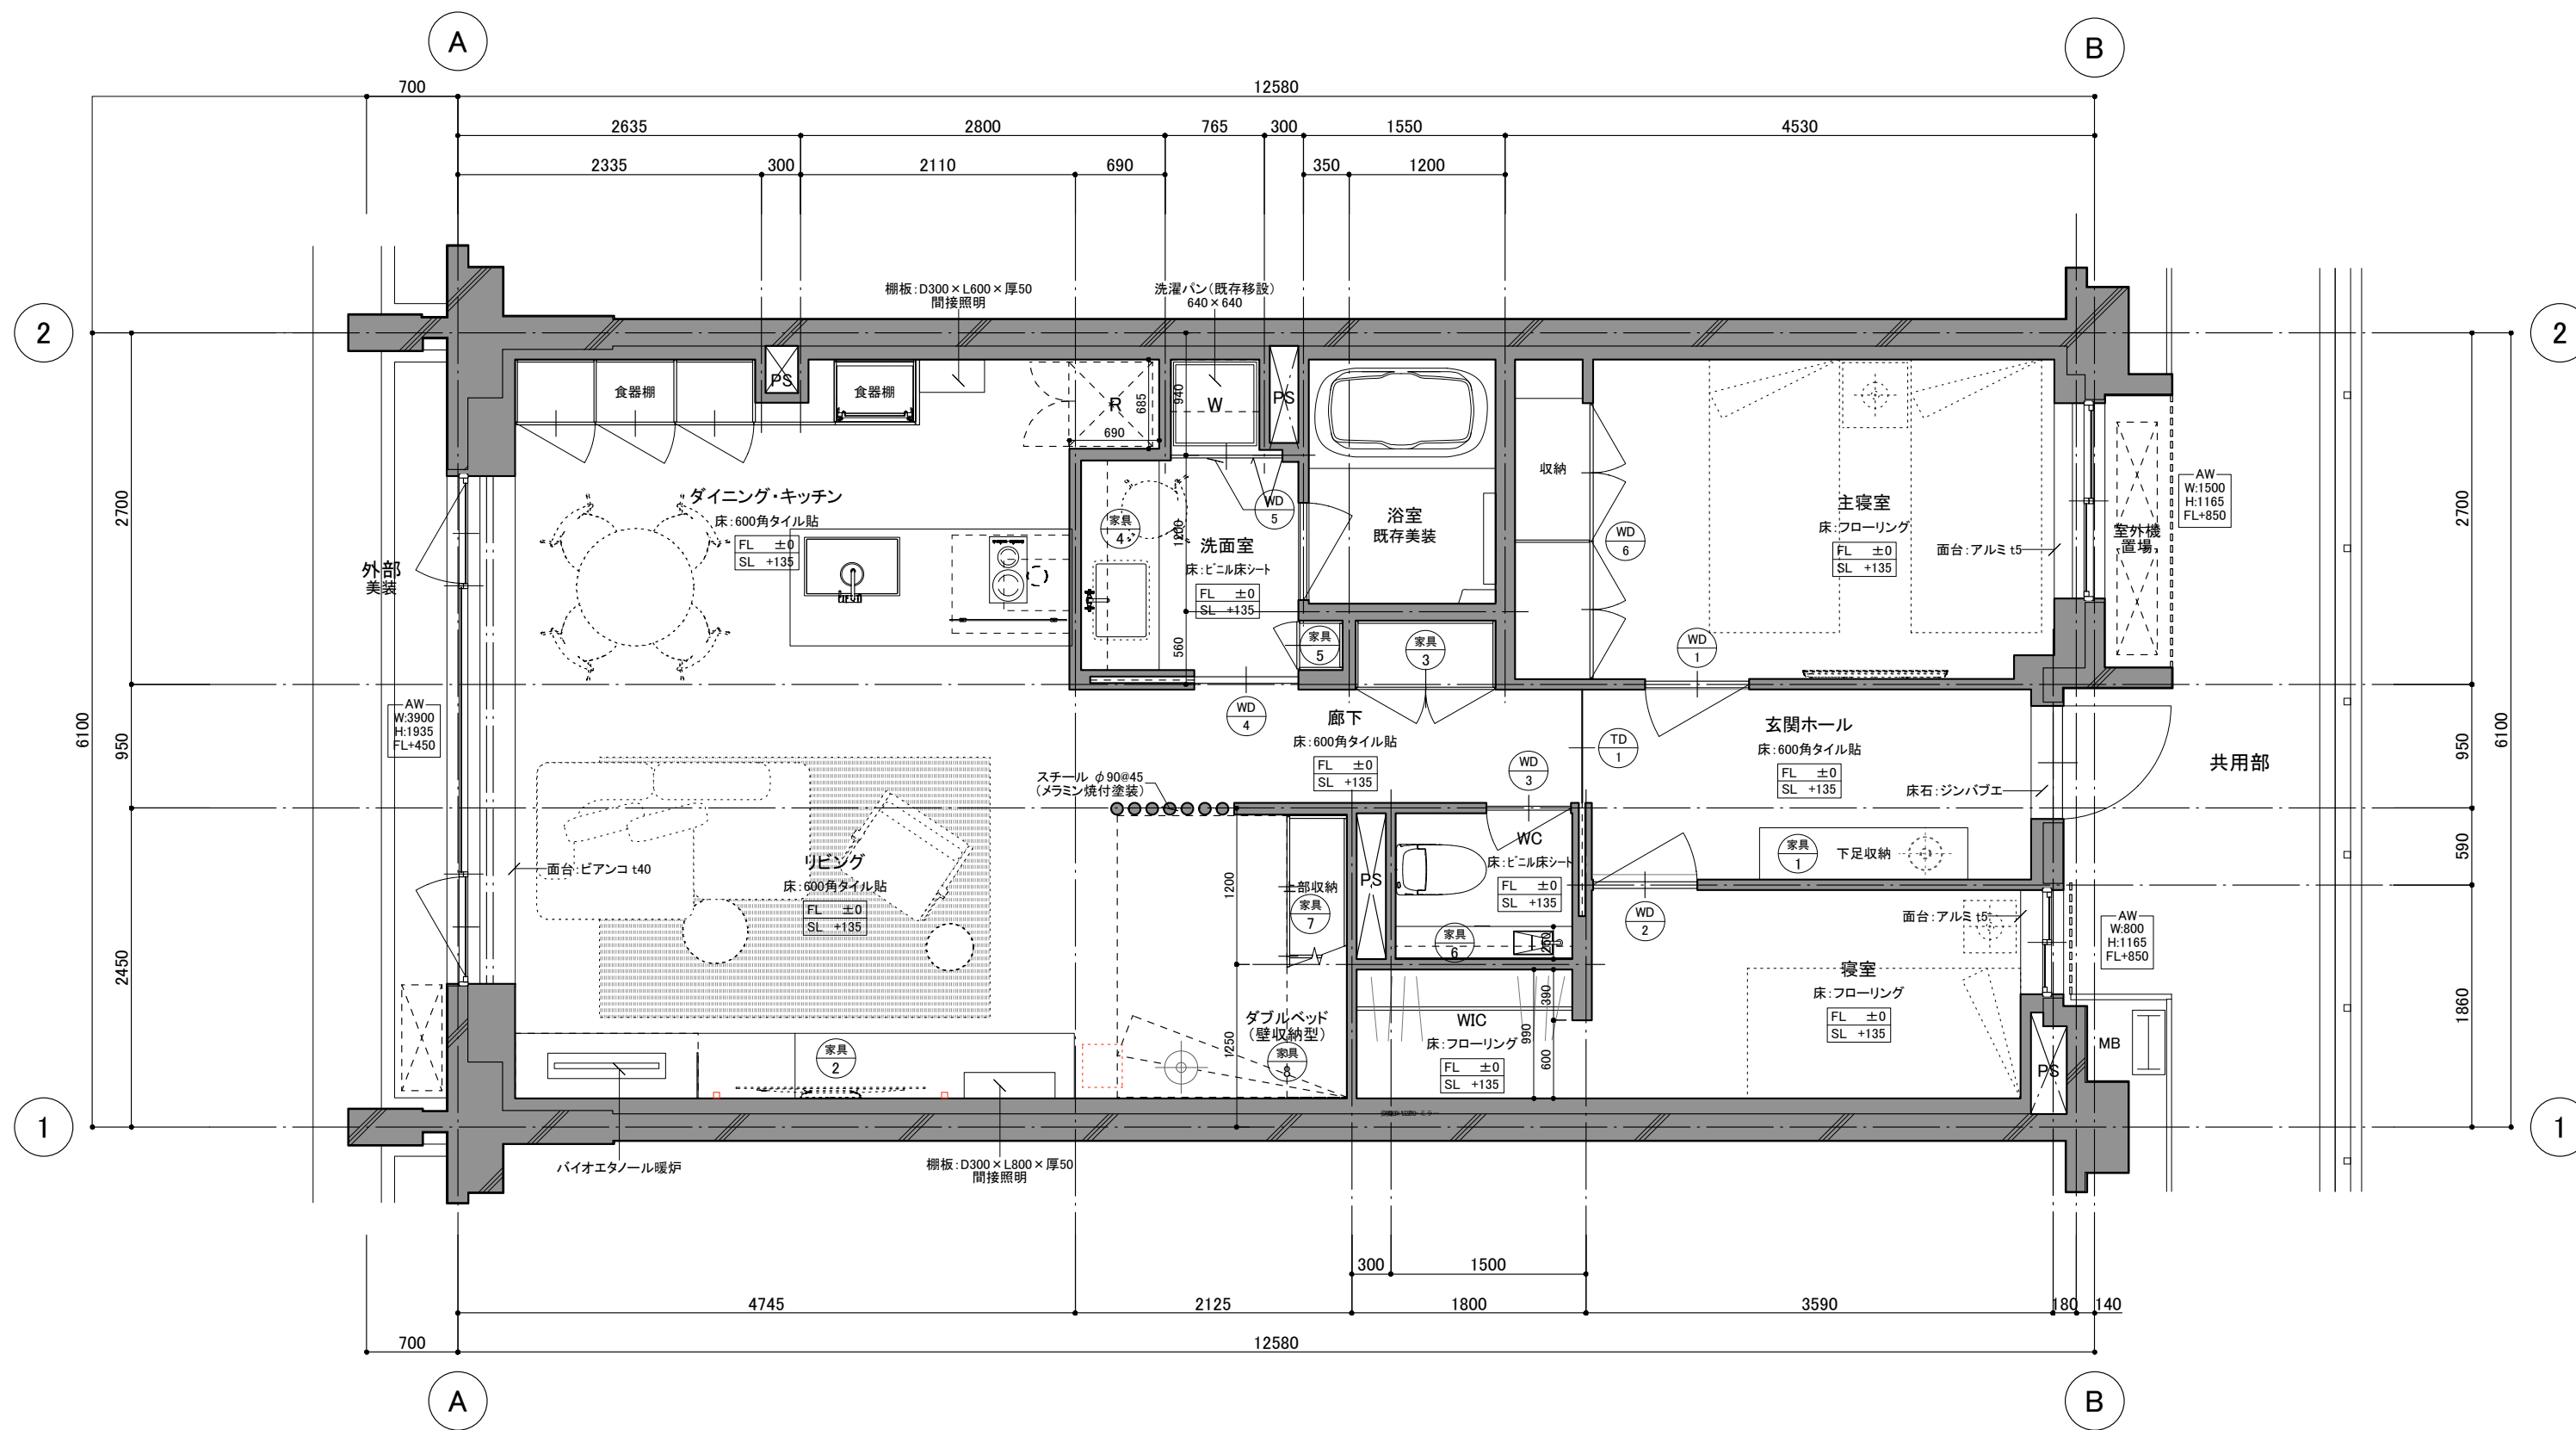 A
B
700
12580
2635
2800
765
300
1550
4530
2335
300
2110
690
350
1200
棚板:D300×L600×厚50
間接照明
洗濯パン(既存移設)
640×640
2
2
PS
食器棚
食器棚
R
685
690
940
W
PS
収納
ダイニング・キッチン
床:600角タイル貼
FL ±0
SL +135
家具
4
1200
洗面室
床:ビニル床シート
FL ±0
SL +135
WD
5
浴室
既存美装
WD
6
主寝室
床:フローリング
FL ±0
SL +135
面台:アルミ t5
室外機
置場
AW
W:1500
H:1165
FL+850
外部
美装
2700
2700
560
家具
5
家具
3
WD
1
AW
W:3900
H:1935
FL+450
6100
950
WD
4
廊下
床:600角タイル貼
FL ±0
SL +135
TD
1
玄関ホール
床:600角タイル貼
FL ±0
SL +135
床石:ジンバブエ
共用部
950
6100
スチール φ90@45
(メラミン焼付塗装)
WD
3
WC
床:ビニル床シート
FL ±0
SL +135
家具
1
下足収納
590
面台:ビアンコ t40
リビング
床:600角タイル貼
FL ±0
SL +135
1200
上部収納
家具
7
PS
家具
6
250
WD
2
面台:アルミ t5
AW
W:800
H:1165
FL+850
2450
寝室
床:フローリング
FL ±0
SL +135
1860
家具
2
1250
ダブルベッド
(壁収納型)
家具
8
WIC
床:フローリング
FL ±0
SL +135
990
390
600
PS
MB
1
1
バイオエタノール暖炉
棚板:D300×L800×厚50
間接照明
300
1500
4745
2125
1800
3590
180
140
700
12580
A
B